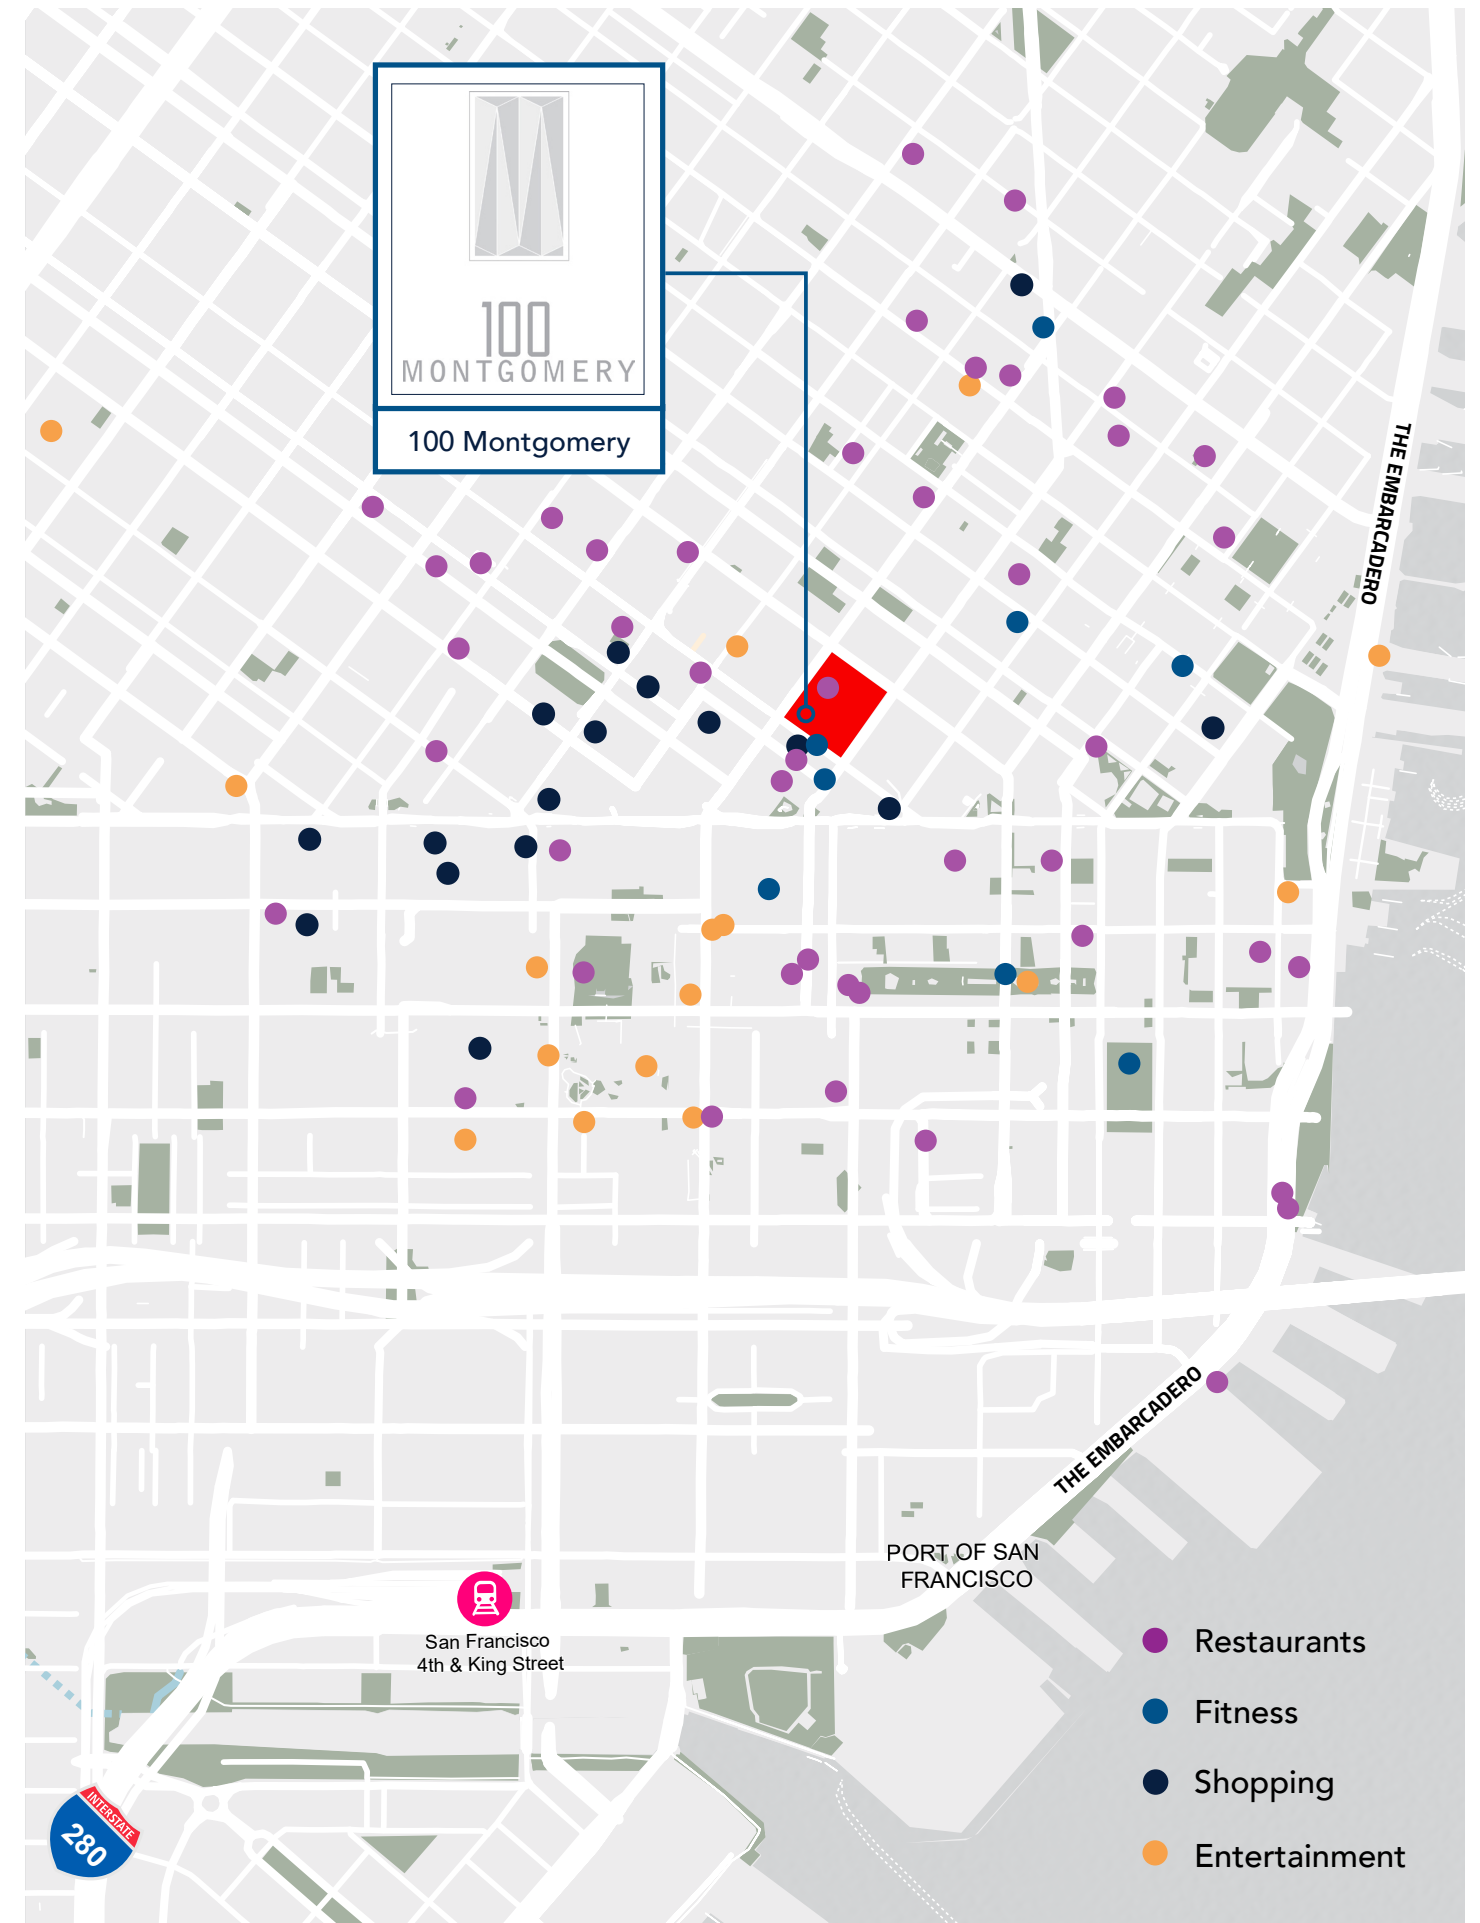 100
MONTGOMERY
100 Montgomery
THE EMBARCADERO
THE EMBARCADERO
PORT OF SAN
FRANCISCO
San Francisco
4th & King Street
Restaurants
Fitness
Shopping
Entertainment
INTERSTATE
280